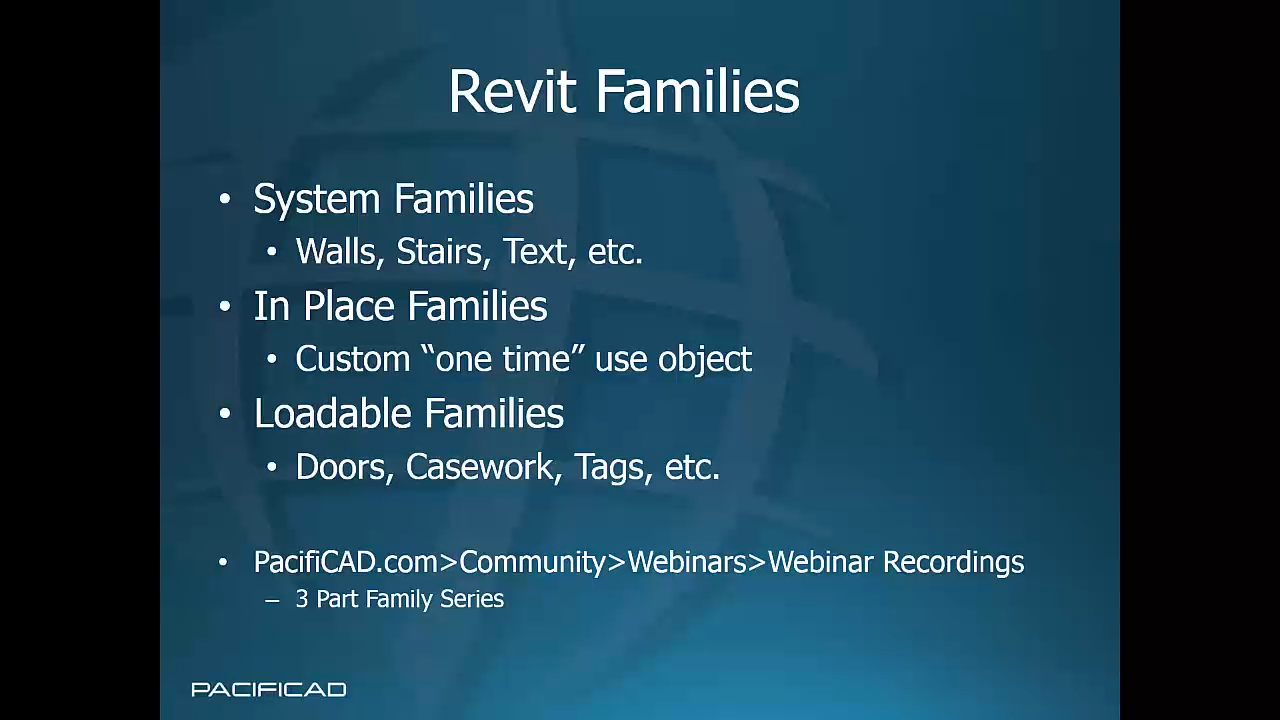 Revit Families
• System Families
• Walls, Stairs, Text, etc.
• In Place Families
• Custom “one time” use object
• Loadable Families
• Doors, Casework, Tags, etc.
• PacifiCAD.com>Community>Webinars>Webinar Recordings
– 3 Part Family Series
PACIFICAD